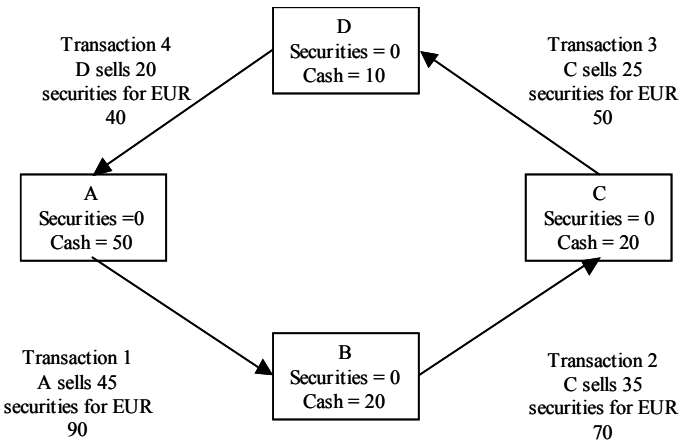 Transaction 4
D sells 20
securities for EUR
40
D
Securities = 0
Cash = 10
Transaction 3
C sells 25
securities for EUR
50
A
Securities =0
Cash = 50
C
Securities = 0
Cash = 20
Transaction 1
A sells 45
securities for EUR
90
B
Securities = 0
Cash = 20
Transaction 2
C sells 35
securities for EUR
70